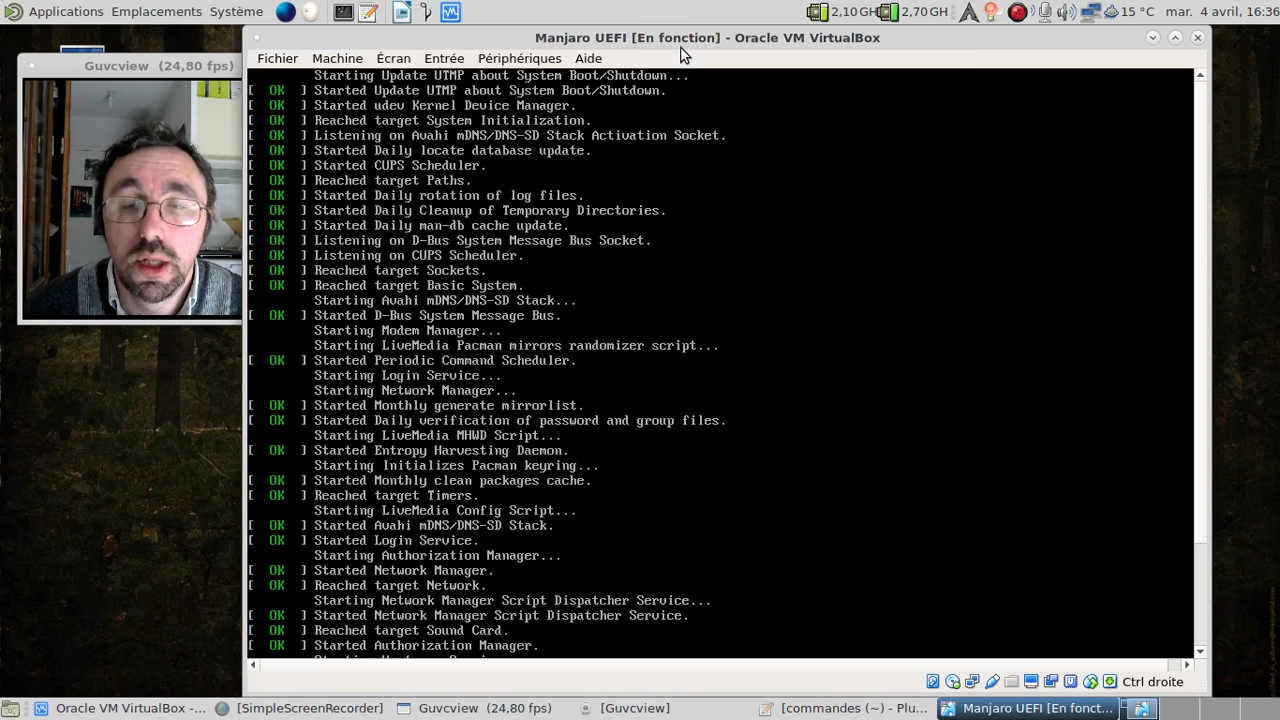 Applications Emplacements Système 2,10 GH 2,70 GH 15 °C mar. 4 avril, 16:36
Guvcview (24,80 fps)
Manjaro UEFI [En fonction] - Oracle VM VirtualBox
Fichier Machine Écran Entrée Périphériques Aide
Starting Update UTMP about System Boot/Shutdown...
[ OK ] Started Update UTMP about System Boot/Shutdown.
[ OK ] Started udev Kernel Device Manager.
[ OK ] Reached target System Initialization.
[ OK ] Listening on Avahi mDNS/DNS-SD Stack Activation Socket.
[ OK ] Started Daily locate database update.
[ OK ] Started CUPS Scheduler.
[ OK ] Reached target Paths.
[ OK ] Started Daily rotation of log files.
[ OK ] Started Daily Cleanup of Temporary Directories.
[ OK ] Started Daily man-db cache update.
[ OK ] Listening on D-Bus System Message Bus Socket.
[ OK ] Listening on CUPS Scheduler.
[ OK ] Reached target Sockets.
[ OK ] Reached target Basic System.
Starting Avahi mDNS/DNS-SD Stack...
[ OK ] Started D-Bus System Message Bus.
Starting Modem Manager...
Starting LiveMedia Pacman mirrors randomizer script...
[ OK ] Started Periodic Command Scheduler.
Starting Login Service...
Starting Network Manager...
[ OK ] Started Monthly generate mirrorlist.
[ OK ] Started Daily verification of password and group files.
Starting LiveMedia MHWD Script...
[ OK ] Started Entropy Harvesting Daemon.
Starting Initializes Pacman keyring...
[ OK ] Started Monthly clean packages cache.
[ OK ] Reached target Timers.
Starting LiveMedia Config Script...
[ OK ] Started Avahi mDNS/DNS-SD Stack.
[ OK ] Started Login Service.
Starting Authorization Manager...
[ OK ] Started Network Manager.
[ OK ] Reached target Network.
Starting Network Manager Script Dispatcher Service...
[ OK ] Started Network Manager Script Dispatcher Service.
[ OK ] Reached target Sound Card.
[ OK ] Started Authorization Manager.
Ctrl droite
Oracle VM VirtualBox -... [SimpleScreenRecorder] Guvcview (24,80 fps) [Guvcview] [commandes (~) - Plu... Manjaro UEFI [En fonct...